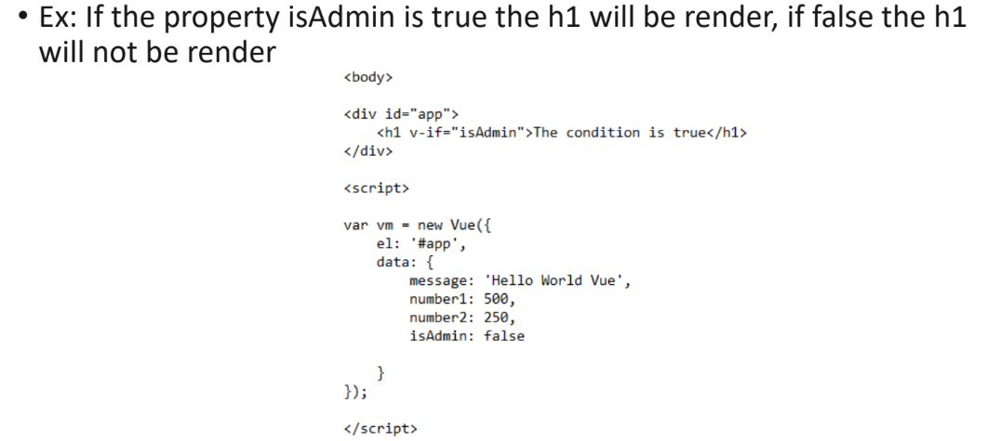 • Ex: If the property isAdmin is true the h1 will be render, if false the h1
will not be render
<body>
<div id="app">
<h1 v-if="isAdmin">The condition is true</h1>
</div>
<script>
var vm = new Vue({
el: '#app',
data: {
message: 'Hello World Vue',
number1: 500,
number2: 250,
isAdmin: false
}
});
</script>